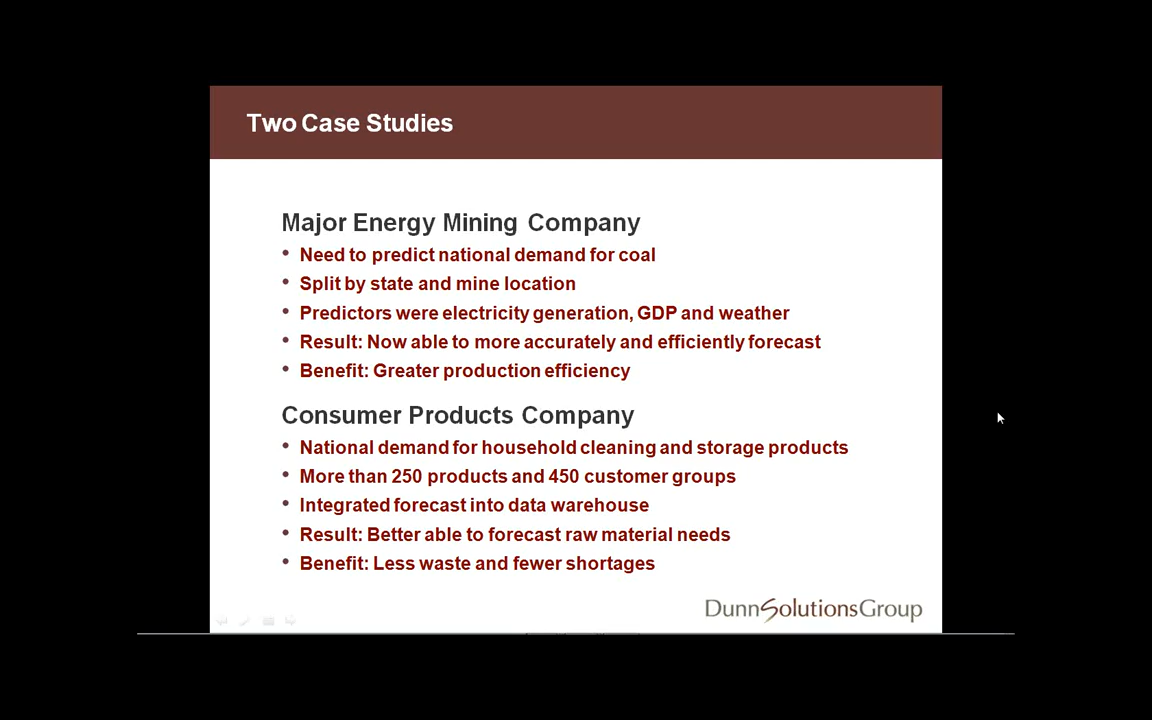 Two Case Studies
Major Energy Mining Company
• Need to predict national demand for coal
• Split by state and mine location
• Predictors were electricity generation, GDP and weather
• Result: Now able to more accurately and efficiently forecast
• Benefit: Greater production efficiency
Consumer Products Company
• National demand for household cleaning and storage products
• More than 250 products and 450 customer groups
• Integrated forecast into data warehouse
• Result: Better able to forecast raw material needs
• Benefit: Less waste and fewer shortages
DunnSolutionsGroup